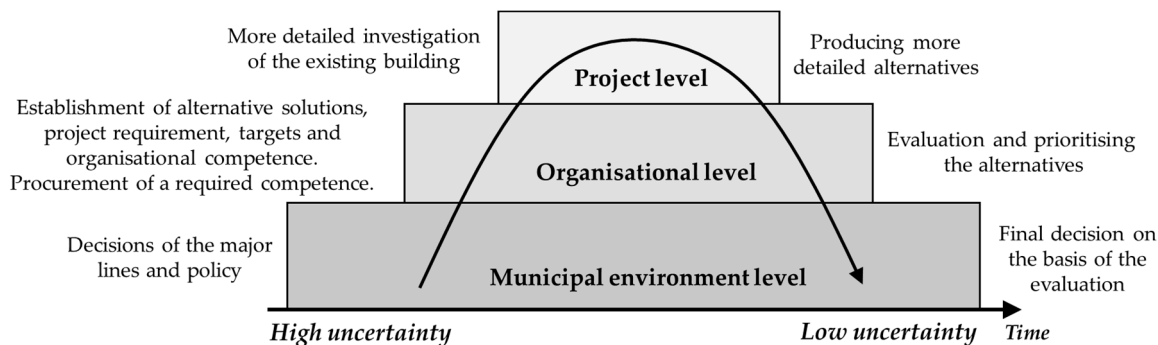 More detailed investigation
of the existing building
Project level
Producing more
detailed alternatives
Establishment of alternative solutions,
project requirement, targets and
organisational competence.
Procurement of a required competence.
Organisational level
Evaluation and prioritising
the alternatives
Decisions of the major
lines and policy
Municipal environment level
Final decision on
the basis of the
evaluation
High uncertainty
Low uncertainty
Time